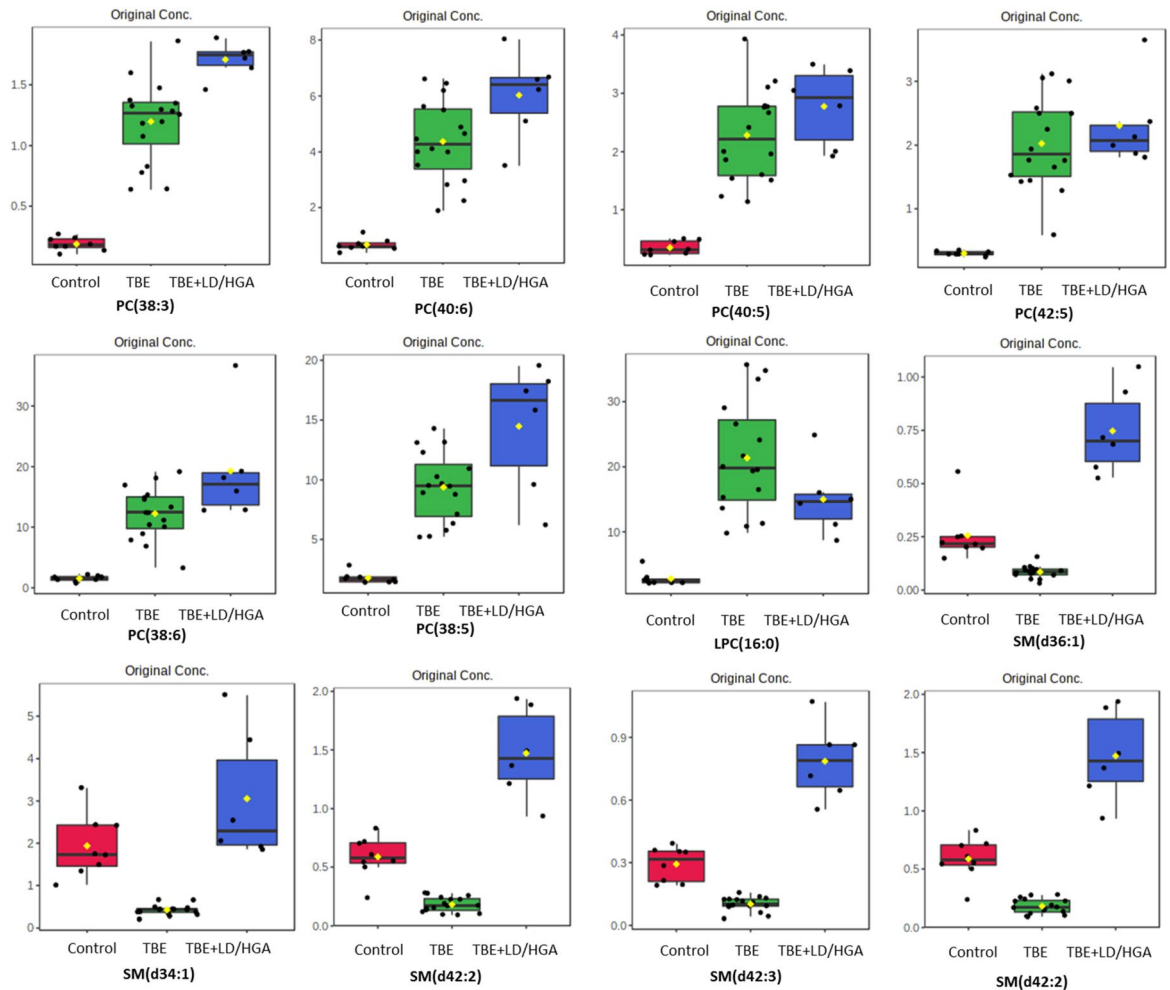 Original Conc.
1.5
1.0
0.5
Control TBE TBE+LD/HGA
PC(38:3)
Original Conc.
8
6
4
2
Control TBE TBE+LD/HGA
PC(40:6)
Original Conc.
4
3
2
1
Control TBE TBE+LD/HGA
PC(40:5)
Original Conc.
3
2
1
Control TBE TBE+LD/HGA
PC(42:5)
Original Conc.
30
20
10
0
Control TBE TBE+LD/HGA
PC(38:6)
Original Conc.
20
15
10
5
Control TBE TBE+LD/HGA
PC(38:5)
Original Conc.
30
20
10
Control TBE TBE+LD/HGA
LPC(16:0)
Original Conc.
1.00
0.75
0.50
0.25
0.00
Control TBE TBE+LD/HGA
SM(d36:1)
Original Conc.
5
4
3
2
1
0
Control TBE TBE+LD/HGA
SM(d34:1)
Original Conc.
2.0
1.5
1.0
0.5
0.0
Control TBE TBE+LD/HGA
SM(d42:2)
Original Conc.
0.9
0.6
0.3
0.0
Control TBE TBE+LD/HGA
SM(d42:3)
Original Conc.
2.0
1.5
1.0
0.5
0.0
Control TBE TBE+LD/HGA
SM(d42:2)